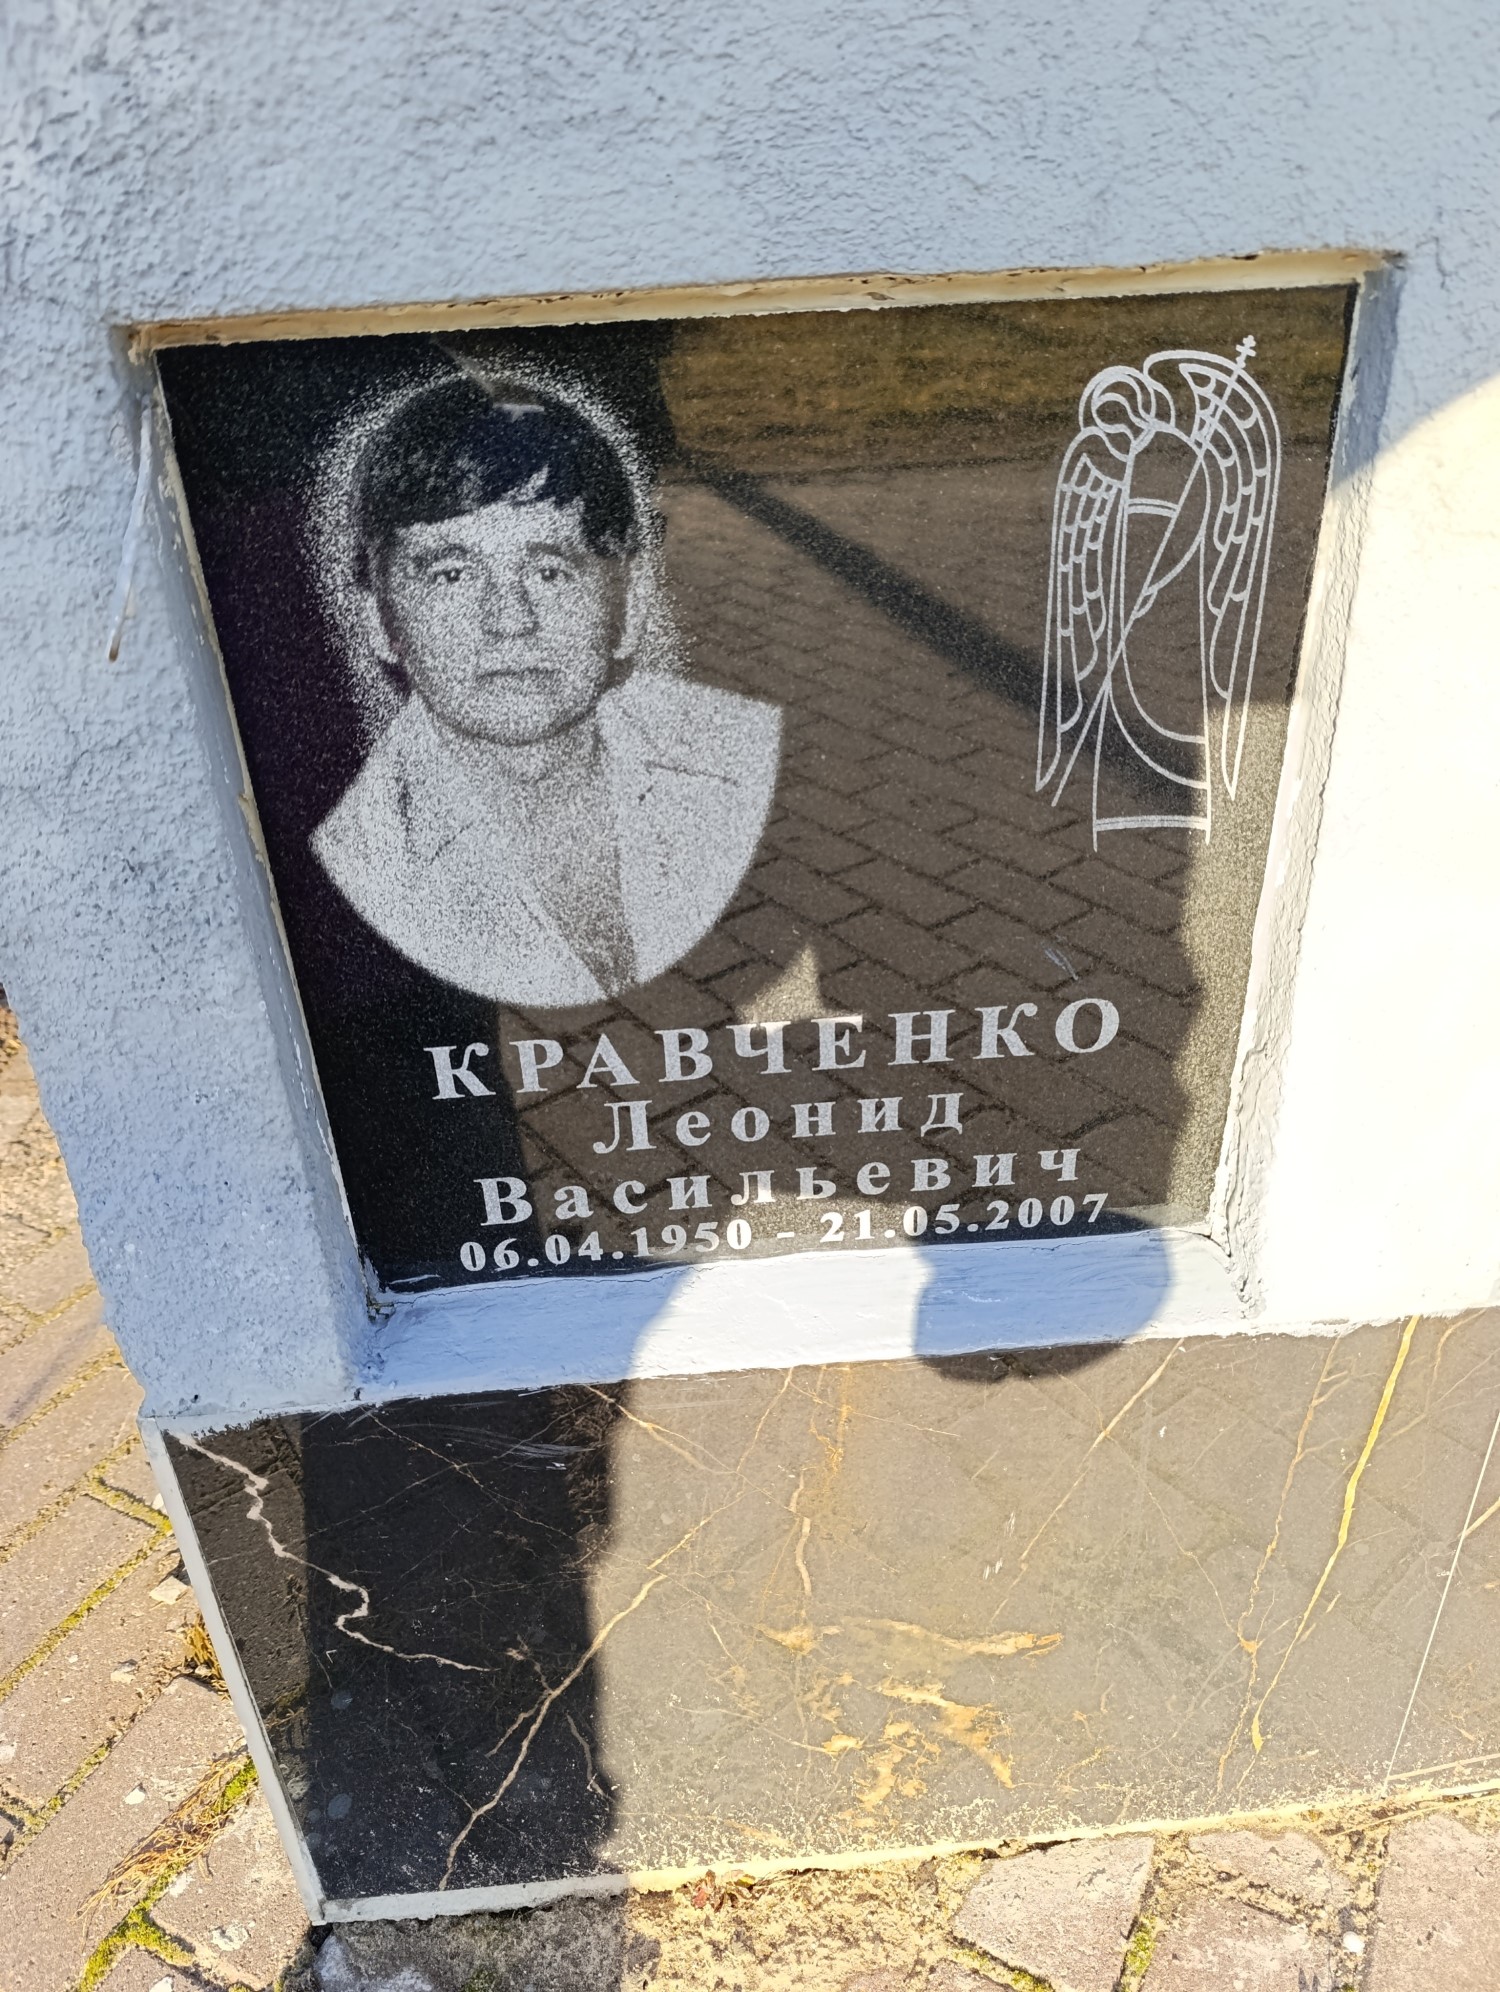 КРАВЧЕНКО
Леонид
Васильевич
06.04.1950 - 21.05.2007